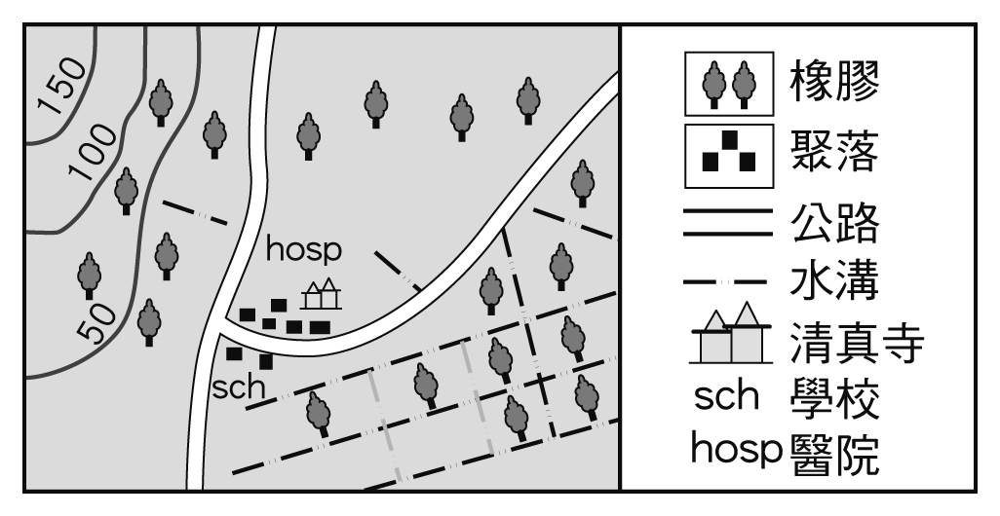 150
100
50
hosp
sch
橡膠
聚落
公路
水溝
清真寺
sch 學校
hosp 醫院